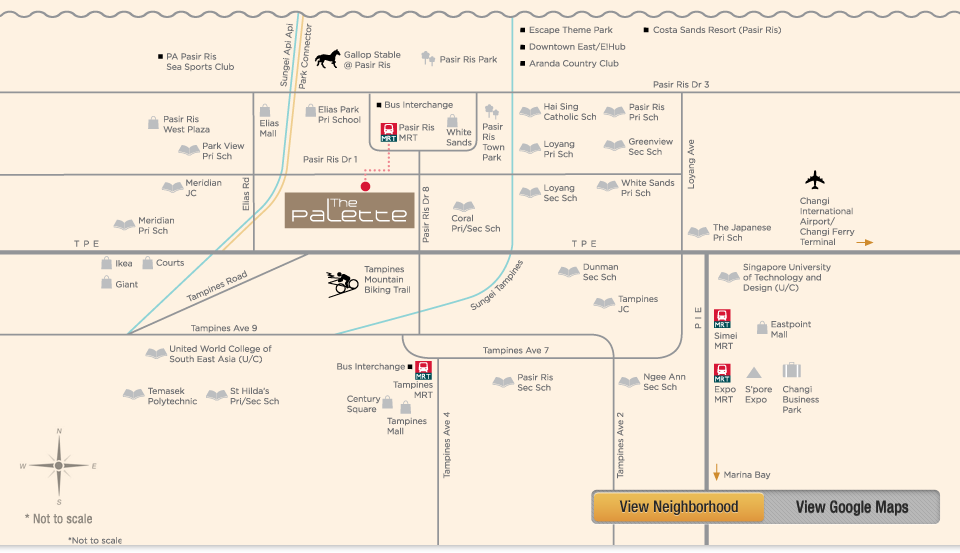 Escape Theme Park
Costa Sands Resort (Pasir Ris)
Downtown East/E!Hub
Aranda Country Club
PA Pasir Ris
Sea Sports Club
Sungei Api Api
Park Connector
Gallop Stable
@ Pasir Ris
Pasir Ris Park
Pasir Ris Dr 3
Pasir Ris
West Plaza
Park View
Pri Sch
Elias
Mall
Elias Park
Pri School
Bus Interchange
MRT
Pasir Ris
MRT
White
Sands
Pasir
Ris
Town
Park
Hai Sing
Catholic Sch
Pasir Ris
Pri Sch
Loyang
Pri Sch
Greenview
Sec Sch
Loyang Ave
Pasir Ris Dr 1
Meridian
JC
Elias Rd
The
Palette
Pasir Ris Dr 8
Coral
Pri/Sec Sch
Loyang
Sec Sch
White Sands
Pri Sch
Changi
International
Airport/
Changi Ferry
Terminal
Meridian
Pri Sch
The Japanese
Pri Sch
TPE
TPE
Ikea
Courts
Giant
Tampines Road
Tampines
Mountain
Biking Trail
Sungei Tampines
Dunman
Sec Sch
Tampines
JC
PIE
Singapore University
of Technology and
Design (U/C)
MRT
Simei
MRT
Eastpoint
Mall
Tampines Ave 9
Tampines Ave 7
United World College of
South East Asia (U/C)
Temasek
Polytechnic
St Hilda's
Pri/Sec Sch
Bus Interchange
MRT
Tampines
MRT
Century
Square
Tampines
Mall
Tampines Ave 4
Pasir Ris
Sec Sch
Tampines Ave 2
Ngee Ann
Sec Sch
MRT
Expo
MRT
S'pore
Expo
Changi
Business
Park
Marina Bay
N
W
E
S
* Not to scale
*Not to scale
View Neighborhood
View Google Maps